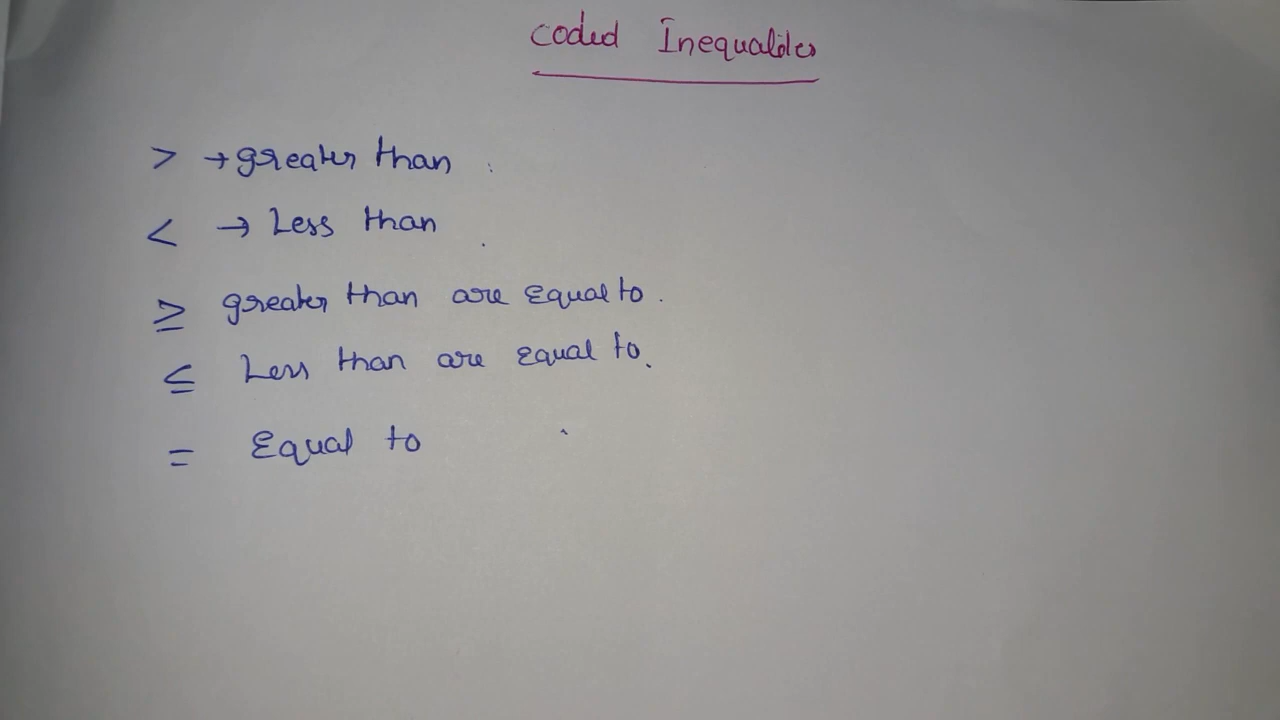 Coded Inequalities
> → greater than
< → Less than
≥ greater than are Equal to.
≤ Less than are equal to.
= Equal to